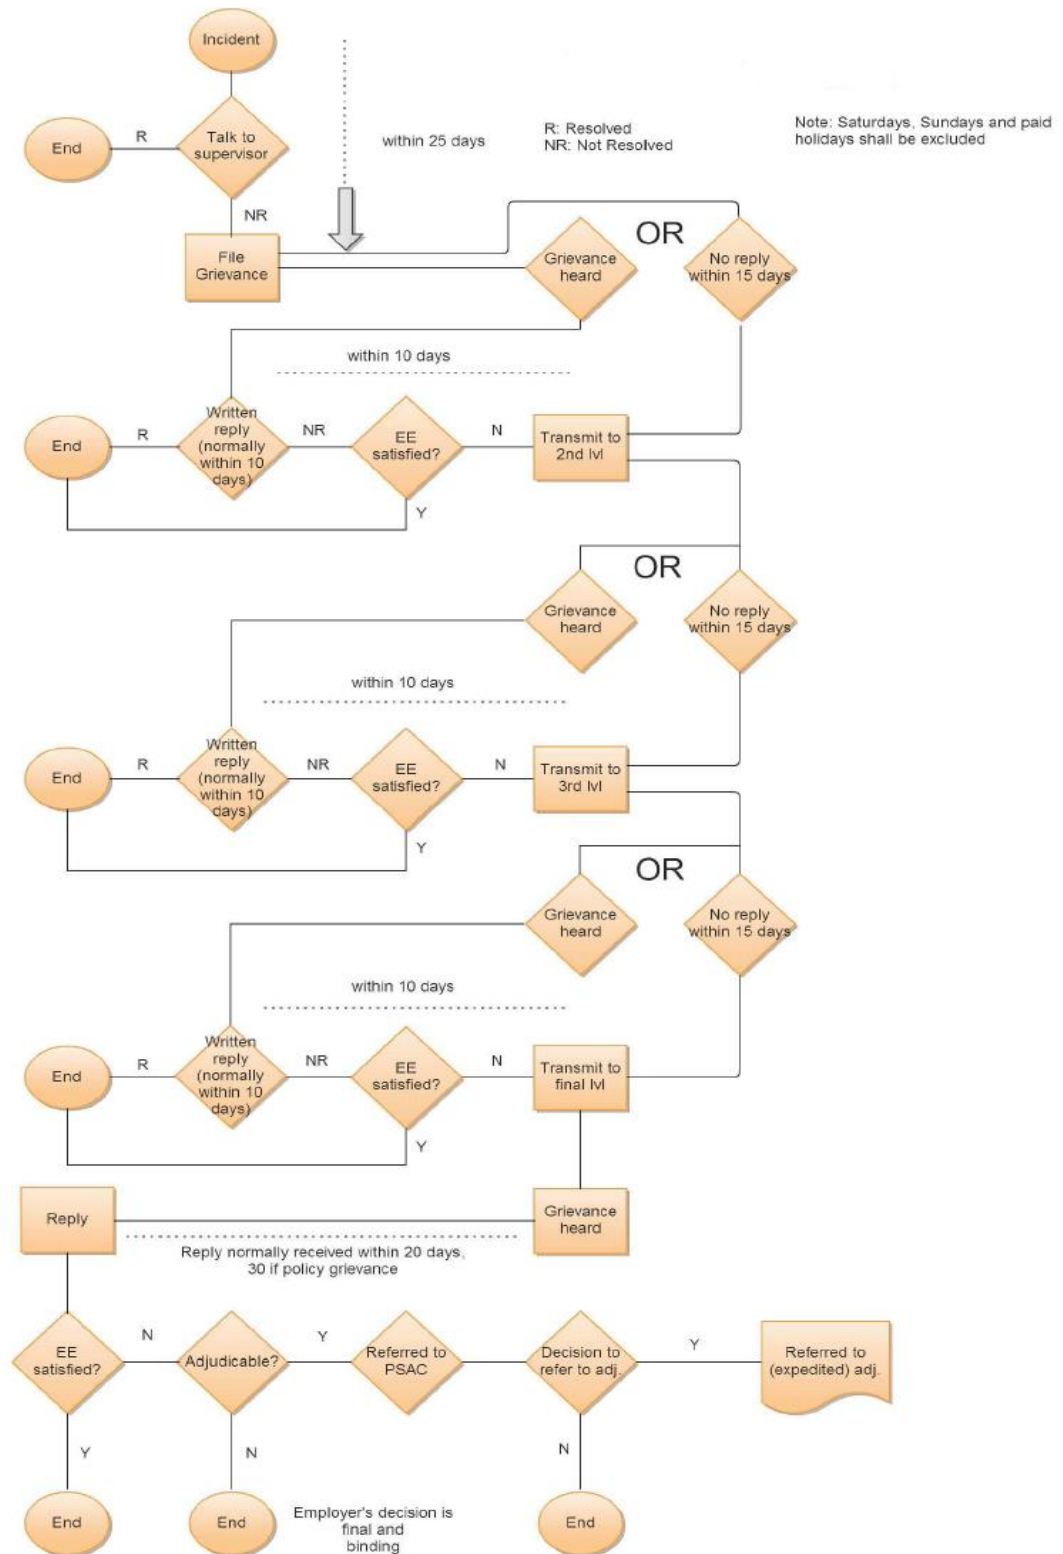 Incident
End
R
Talk to
supervisor
within 25 days
R: Resolved
NR: Not Resolved
Note: Saturdays, Sundays and paid
holidays shall be excluded
NR
File
Grievance
Grievance
heard
OR
No reply
within 15 days
within 10 days
End
R
Written
reply
(normally
within 10
days)
NR
EE
satisfied?
N
Transmit to
2nd lvl
Y
Grievance
heard
OR
No reply
within 15 days
within 10 days
End
R
Written
reply
(normally
within 10
days)
NR
EE
satisfied?
N
Transmit to
3rd lvl
Y
Grievance
heard
OR
No reply
within 15 days
within 10 days
End
R
Written
reply
(normally
within 10
days)
NR
EE
satisfied?
N
Transmit to
final lvl
Y
Reply
Grievance
heard
Reply normally received within 20 days,
30 if policy grievance
EE
satisfied?
N
Adjudicable?
Y
Referred to
PSAC
Decision to
refer to adj.
Y
Referred to
(expedited) adj.
Y
N
N
End
End
Employer's decision is
final and
binding
End